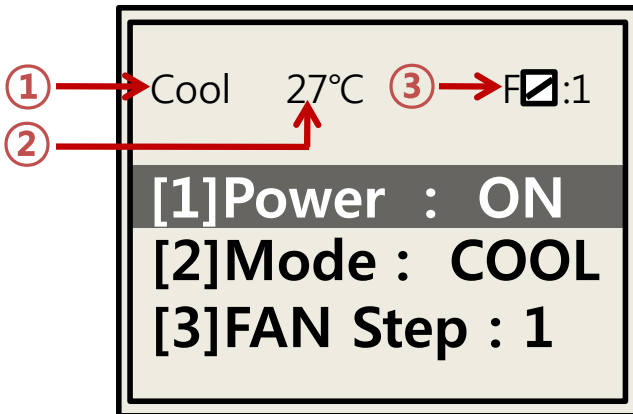 ① Cool 27℃ ③ F⍁:1
②
[1]Power : ON
[2]Mode : COOL
[3]FAN Step : 1